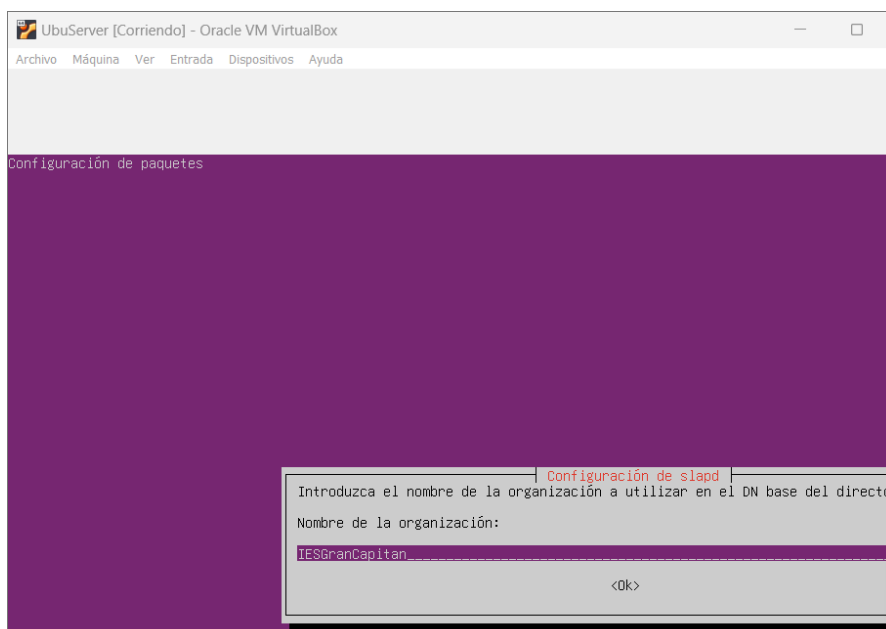 UbuServer [Corriendo] - Oracle VM VirtualBox
Archivo Máquina Ver Entrada Dispositivos Ayuda
Configuración de paquetes
Configuración de slapd
Introduzca el nombre de la organización a utilizar en el DN base del direct
Nombre de la organización:
IESGranCapitan
<Ok>